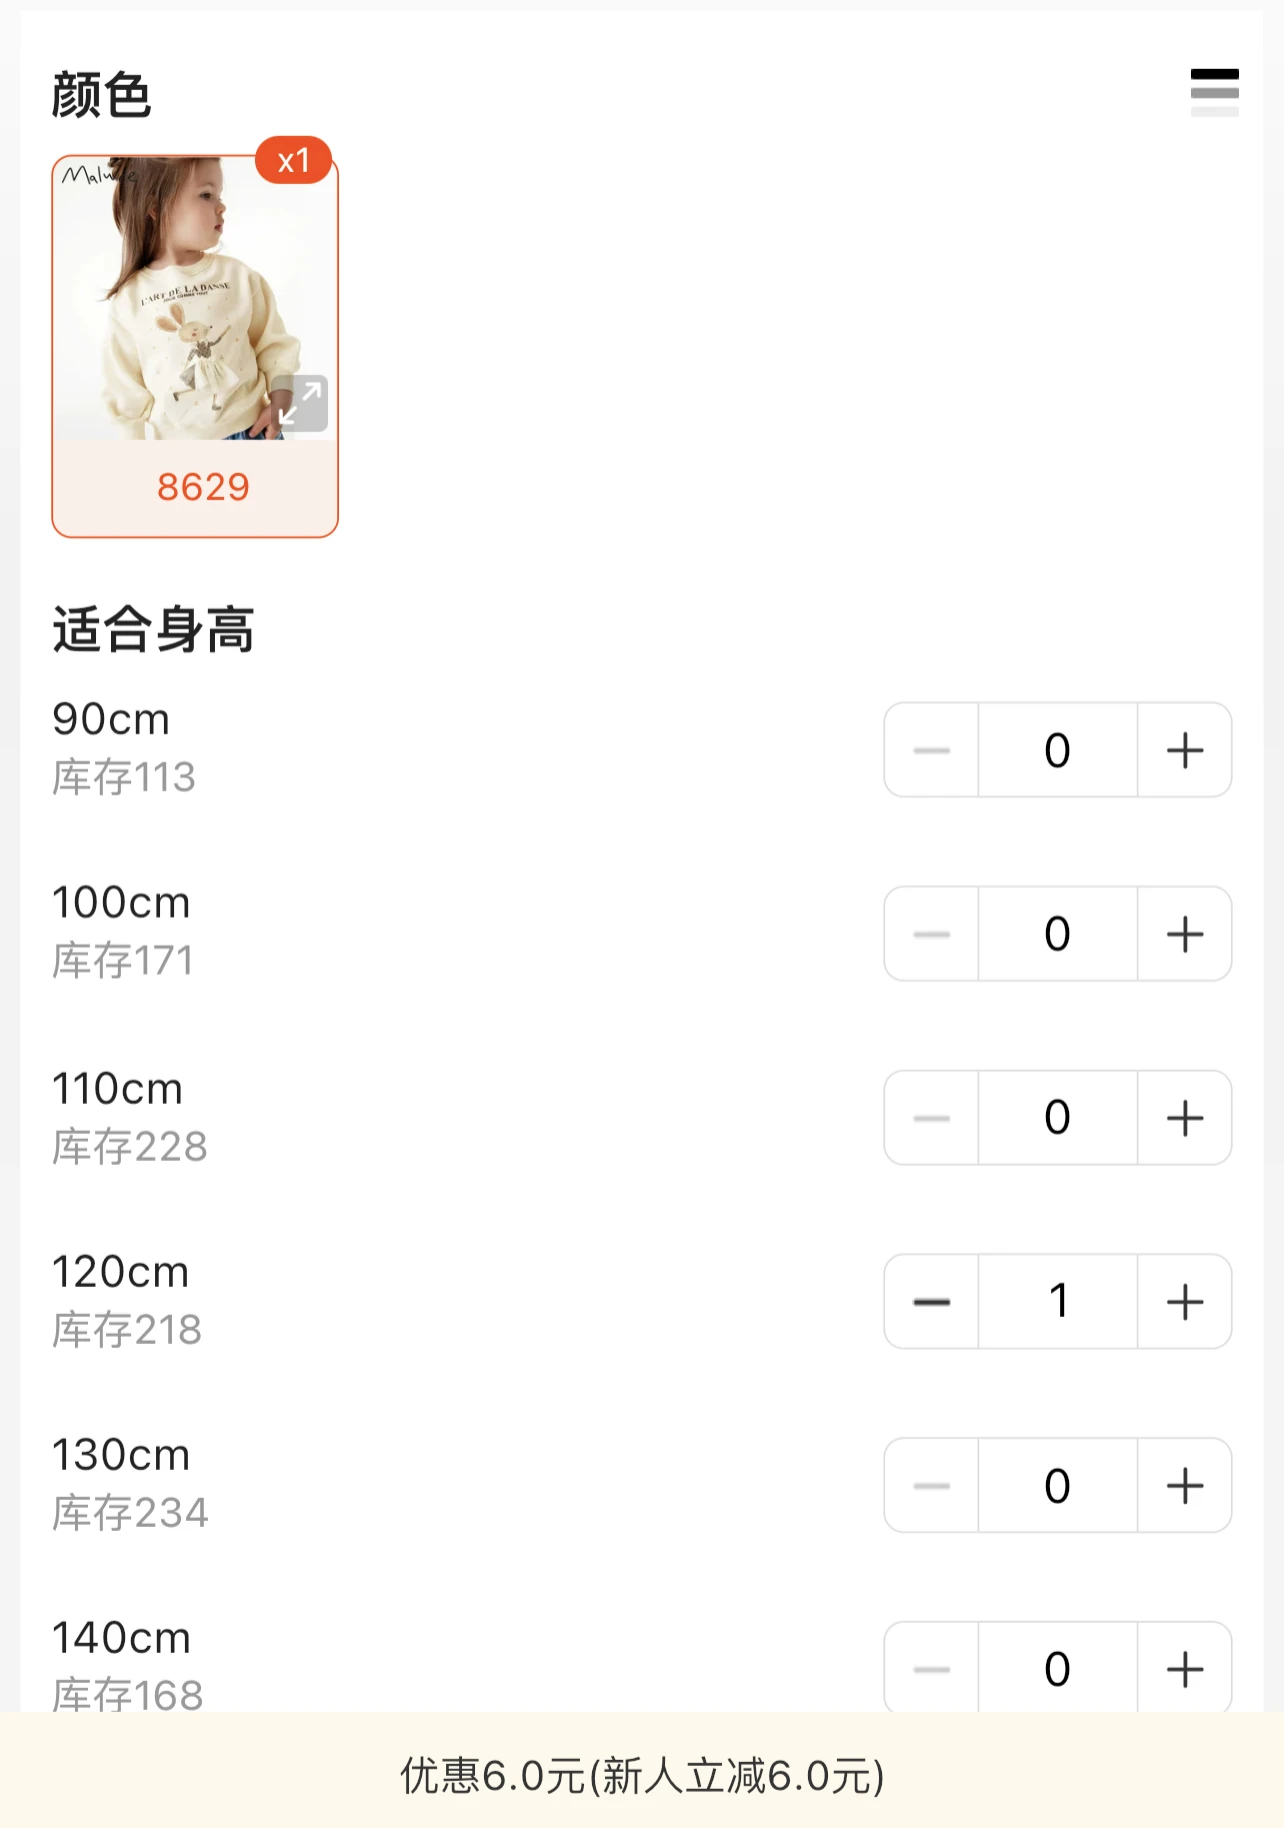 颜色
x1
Malwee
L'ART DE LA DANSE
8629
适合身高
90cm
库存113
0
100cm
库存171
0
110cm
库存228
0
120cm
库存218
1
130cm
库存234
0
140cm
库存168
0
优惠6.0元(新人立减6.0元)